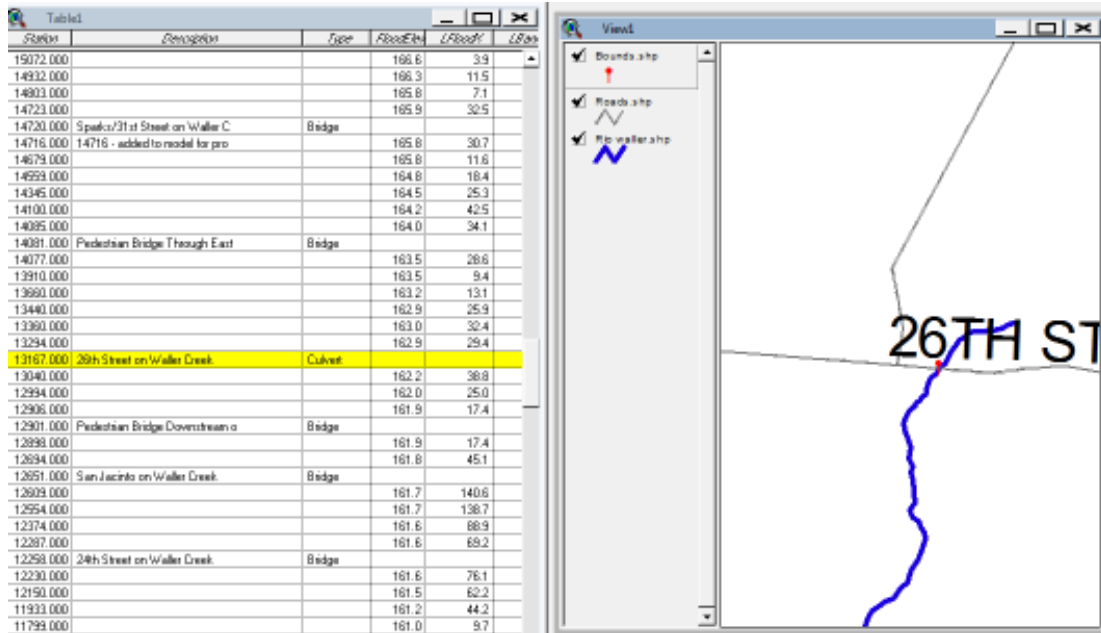 Table1
Station Description Type FloodElev LFloodX LBan
15072.000 166.6 3.9
14932.000 166.3 11.5
14803.000 165.8 7.1
14723.000 165.9 32.5
14720.000 Sparks/31st Street on Waller C Bridge
14716.000 14716 - added to model for pro 165.8 30.7
14679.000 165.8 11.6
14559.000 164.8 18.4
14345.000 164.5 25.3
14100.000 164.2 42.5
14085.000 164.0 34.1
14081.000 Pedestrian Bridge Through East Bridge
14077.000 163.5 28.6
13910.000 163.5 9.4
13660.000 163.2 13.1
13440.000 162.9 25.9
13360.000 163.0 32.4
13294.000 162.9 29.4
13167.000 26th Street on Waller Creek Culvert
13040.000 162.2 38.8
12994.000 162.0 25.0
12906.000 161.9 17.4
12901.000 Pedestrian Bridge Downstream o Bridge
12898.000 161.9 17.4
12694.000 161.8 45.1
12651.000 San Jacinto on Waller Creek Bridge
12609.000 161.7 140.6
12554.000 161.7 138.7
12374.000 161.6 88.9
12287.000 161.6 69.2
12258.000 24th Street on Waller Creek Bridge
12230.000 161.6 76.1
12150.000 161.5 62.2
11933.000 161.2 44.2
11799.000 161.0 9.7
View1
Bounds.shp
Roads.shp
Rip waller.shp
26TH ST